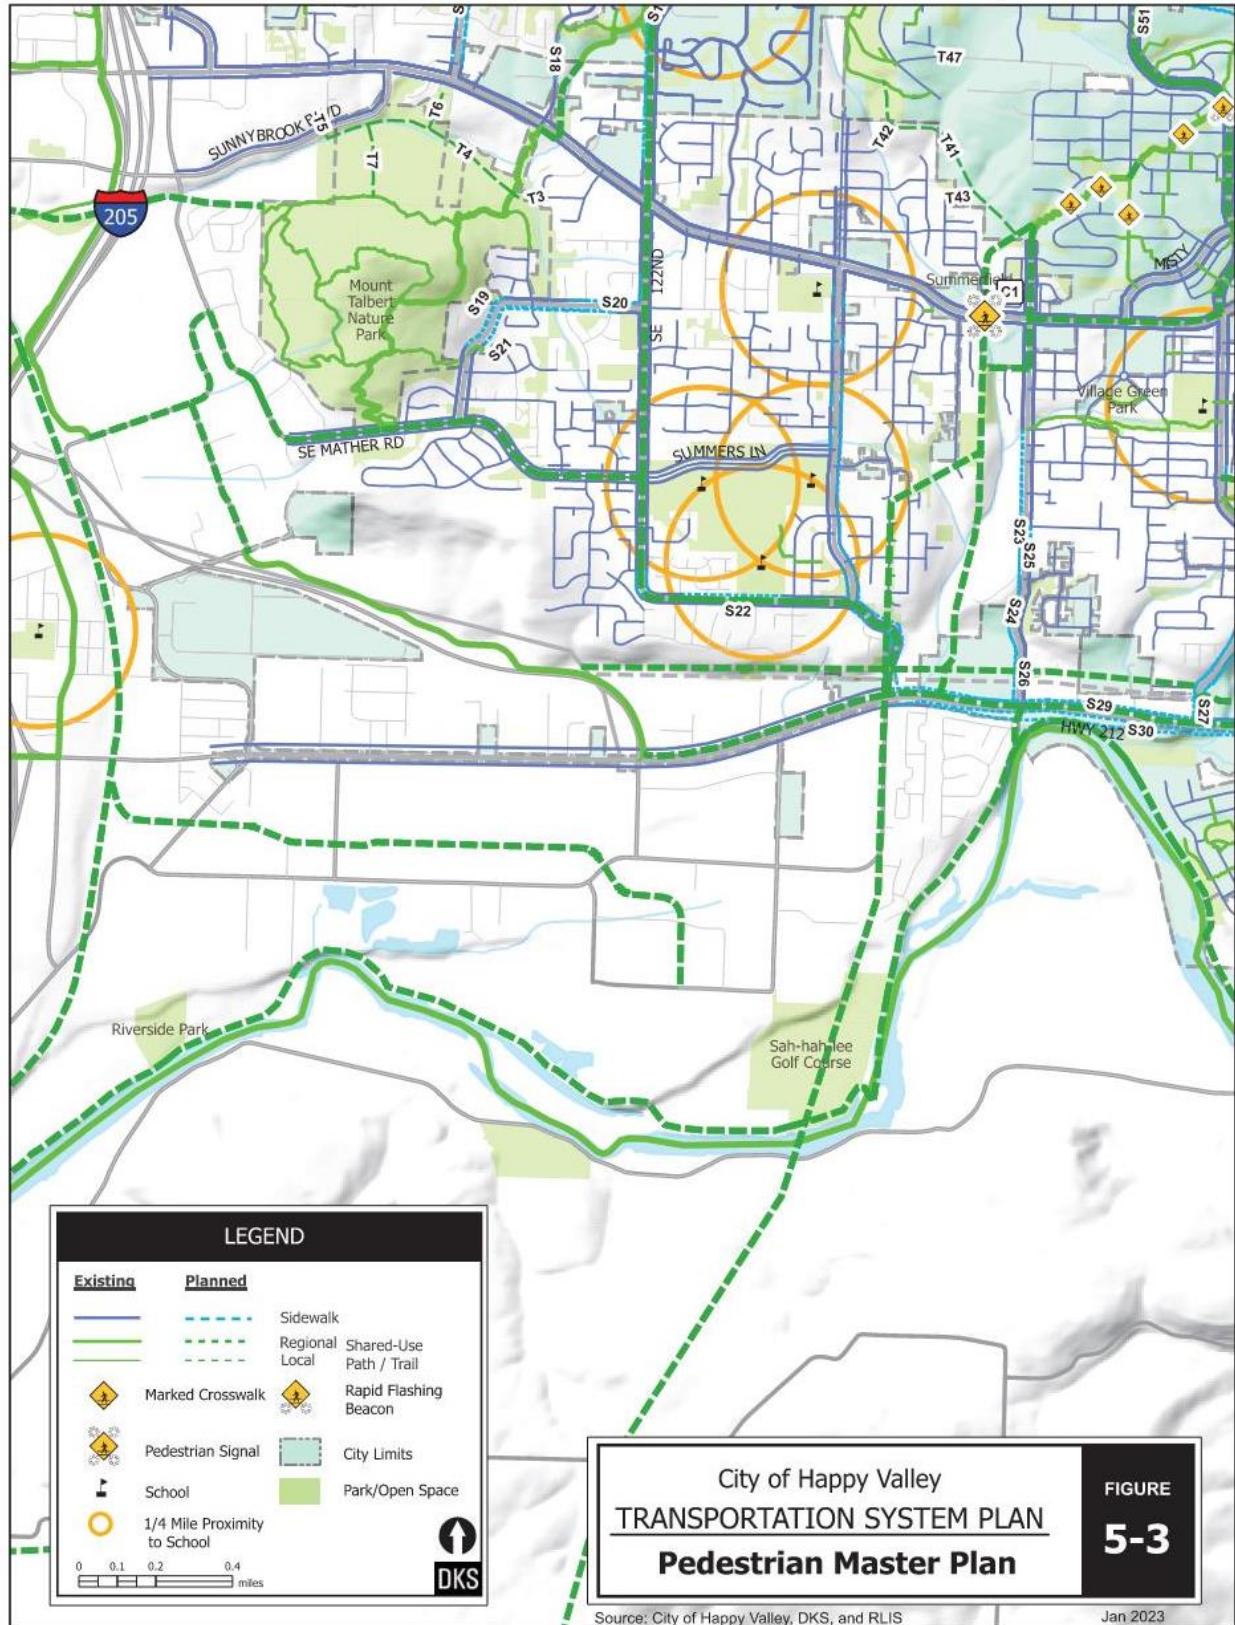 S18
T47
S51
T6
T5
SUNNYBROOK
T7
T4
T42
T41
T3
T43
205
122ND
SE
MISTY
Summerfield
C1
Mount
Talbert
Nature
Park
S19
S20
S21
Village Green
Park
SE MATHER RD
SUMMERS LN
S23
S25
S22
S24
S26
S29
S27
HWY 212
S30
Riverside Park
Sah-hah-lee
Golf Course
LEGEND
Existing Planned
Sidewalk
Regional Shared-Use
Local Path / Trail
Marked Crosswalk Rapid Flashing
Beacon
Pedestrian Signal City Limits
School Park/Open Space
1/4 Mile Proximity
to School
0 0.1 0.2 0.4
miles
DKS
City of Happy Valley
TRANSPORTATION SYSTEM PLAN
Pedestrian Master Plan
FIGURE
5-3
Source: City of Happy Valley, DKS, and RLIS Jan 2023